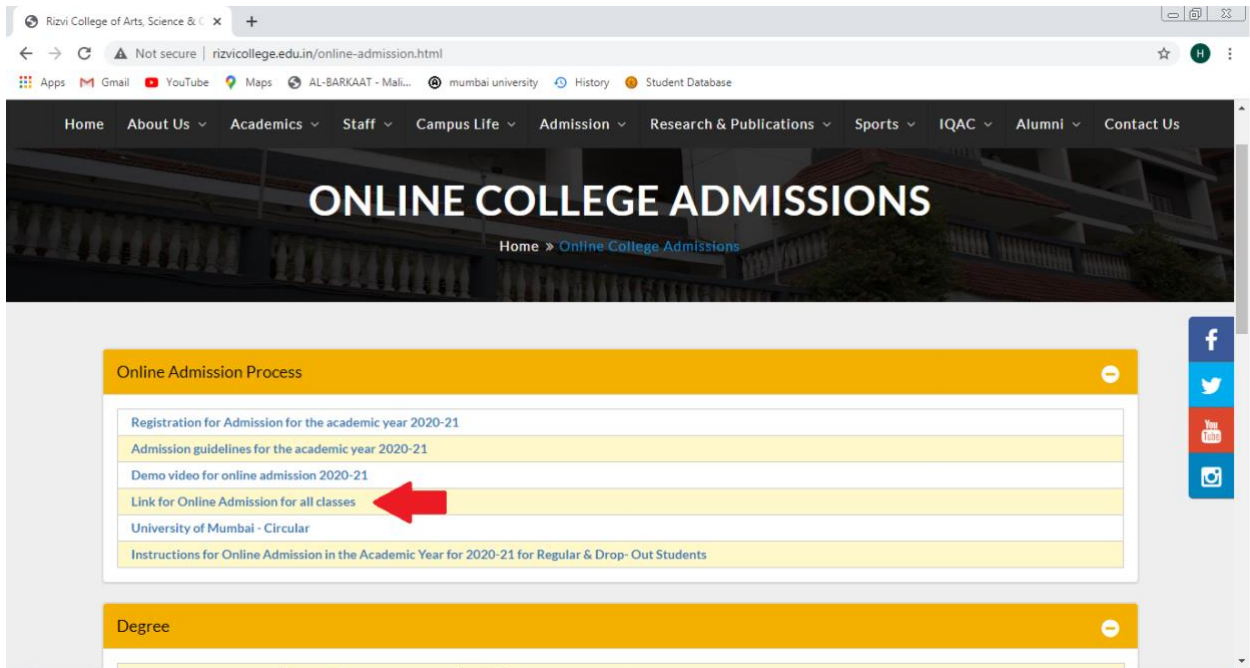 Rizvi College of Arts, Science & C
Not secure | rizvicollege.edu.in/online-admission.html
H
Apps Gmail YouTube Maps AL-BARKAAT - Mali... mumbai university History Student Database
Home About Us Academics Staff Campus Life Admission Research & Publications Sports IQAC Alumni Contact Us
ONLINE COLLEGE ADMISSIONS
Home » Online College Admissions
Online Admission Process
Registration for Admission for the academic year 2020-21
Admission guidelines for the academic year 2020-21
Demo video for online admission 2020-21
Link for Online Admission for all classes
University of Mumbai - Circular
Instructions for Online Admission in the Academic Year for 2020-21 for Regular & Drop- Out Students
You
Tube
Degree